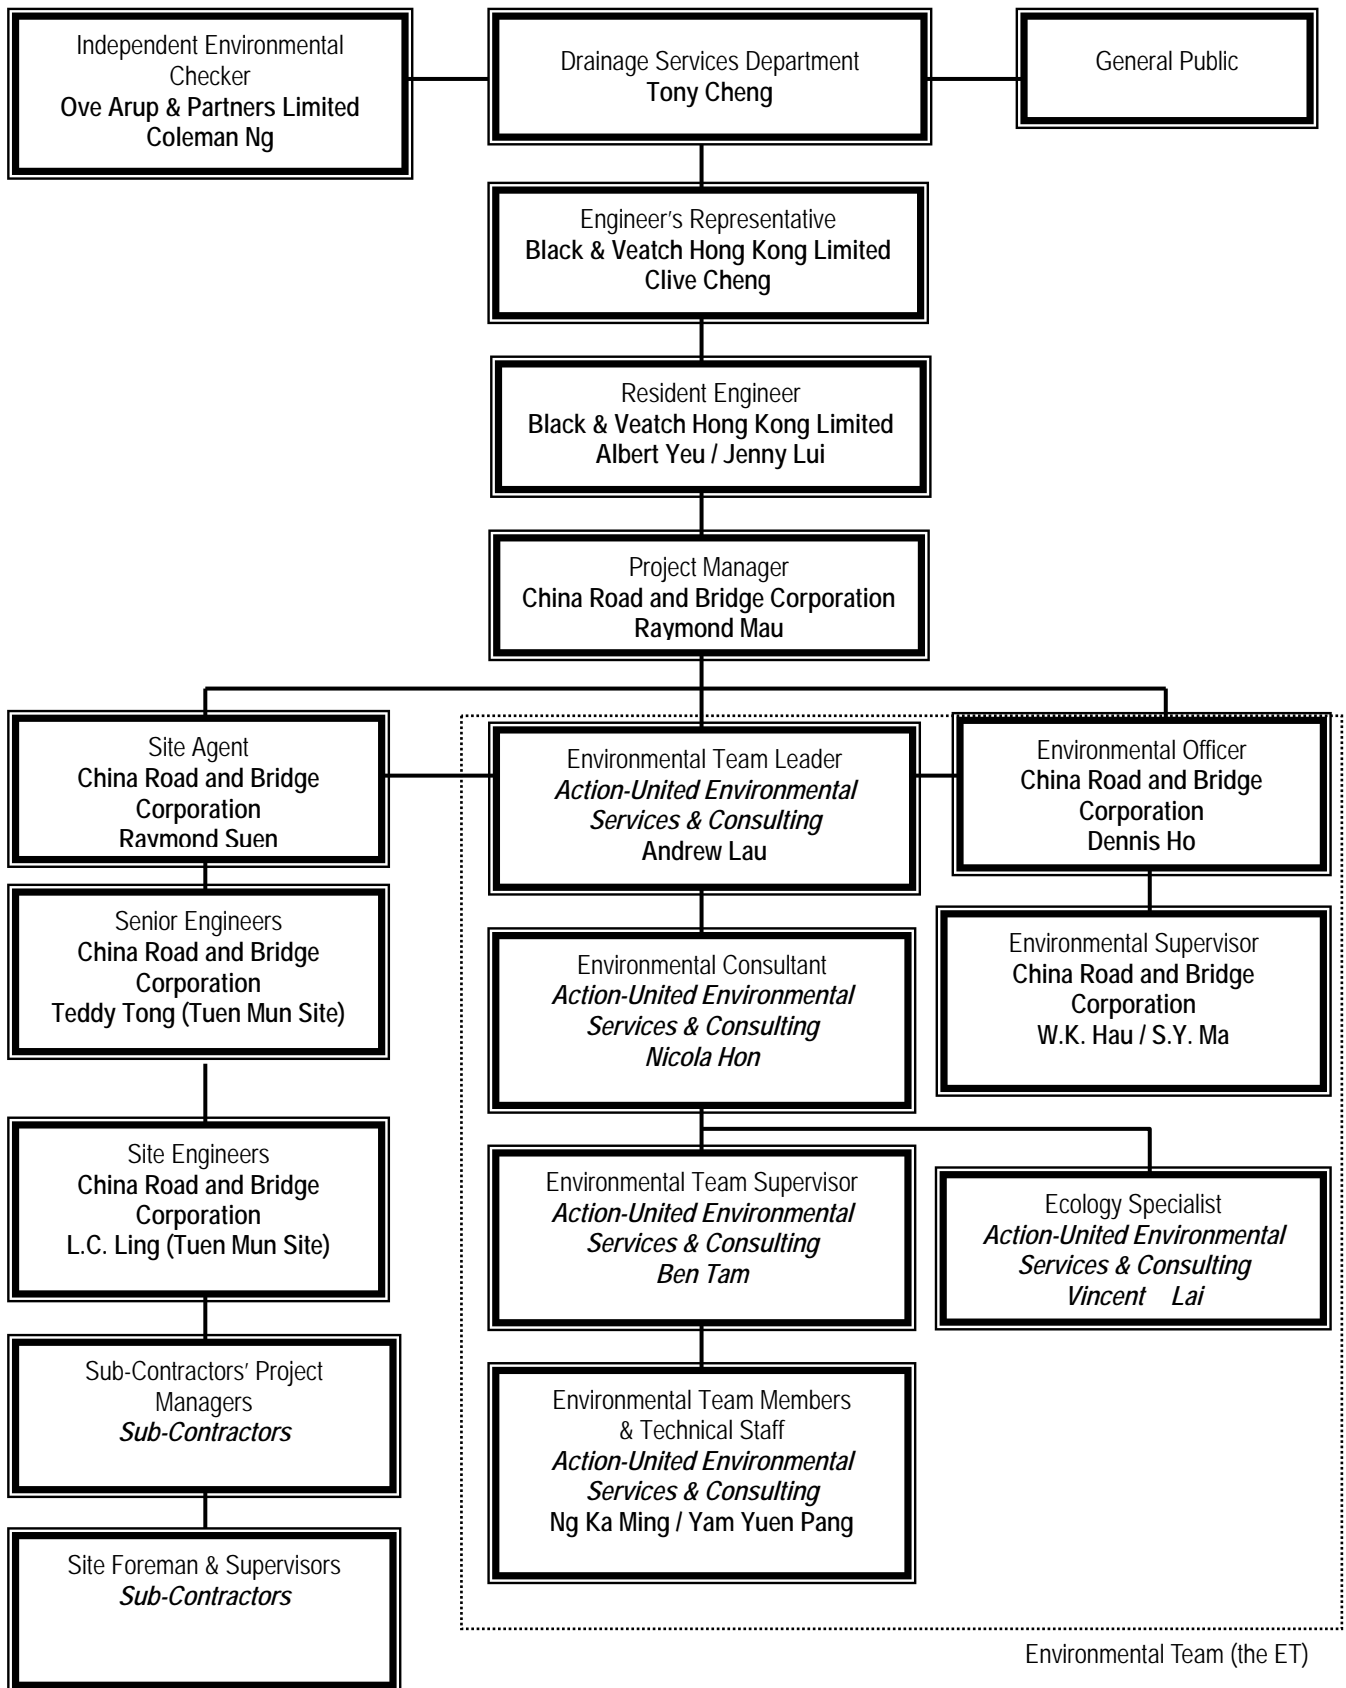 Independent Environmental
Checker
Ove Arup & Partners Limited
Coleman Ng
Drainage Services Department
Tony Cheng
General Public
Engineer's Representative
Black & Veatch Hong Kong Limited
Clive Cheng
Resident Engineer
Black & Veatch Hong Kong Limited
Albert Yeu / Jenny Lui
Project Manager
China Road and Bridge Corporation
Raymond Mau
Site Agent
China Road and Bridge
Corporation
Raymond Suen
Environmental Team Leader
Action-United Environmental
Services & Consulting
Andrew Lau
Environmental Officer
China Road and Bridge
Corporation
Dennis Ho
Senior Engineers
China Road and Bridge
Corporation
Teddy Tong (Tuen Mun Site)
Environmental Consultant
Action-United Environmental
Services & Consulting
Nicola Hon
Environmental Supervisor
China Road and Bridge
Corporation
W.K. Hau / S.Y. Ma
Site Engineers
China Road and Bridge
Corporation
L.C. Ling (Tuen Mun Site)
Environmental Team Supervisor
Action-United Environmental
Services & Consulting
Ben Tam
Ecology Specialist
Action-United Environmental
Services & Consulting
Vincent Lai
Sub-Contractors' Project
Managers
Sub-Contractors
Environmental Team Members
& Technical Staff
Action-United Environmental
Services & Consulting
Ng Ka Ming / Yam Yuen Pang
Site Foreman & Supervisors
Sub-Contractors
Environmental Team (the ET)